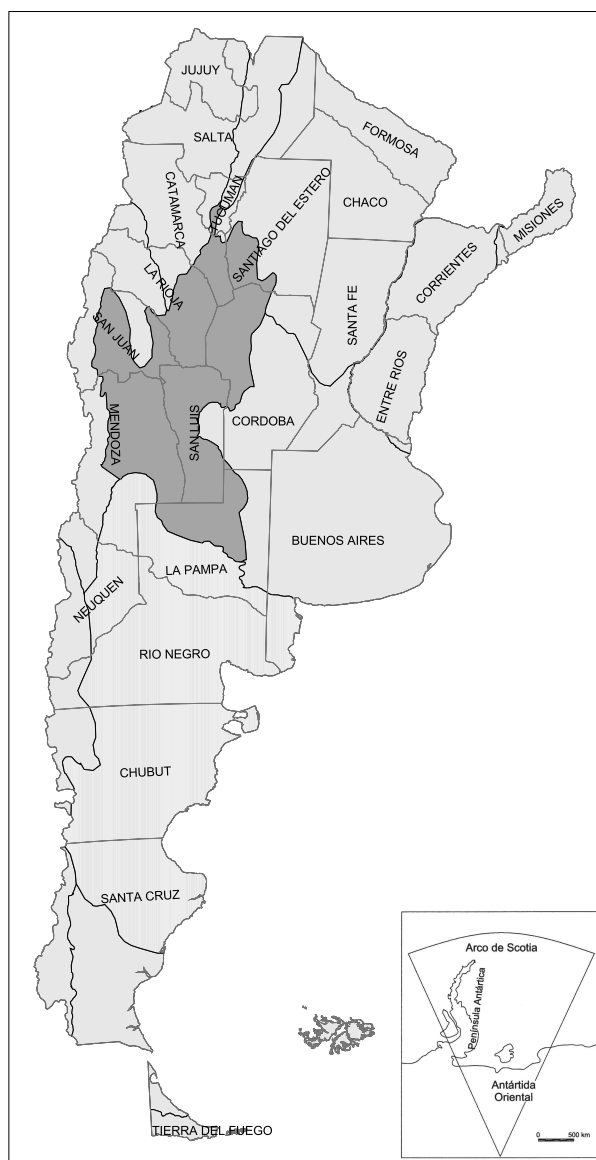 JUJUY
SALTA
FORMOSA
CATAMARCA
TUCUMAN
SANTIAGO DEL ESTERO
CHACO
MISIONES
CORRIENTES
LA RIOJA
SANTA FE
SAN JUAN
ENTRE RIOS
MENDOZA
SAN LUIS
CORDOBA
BUENOS AIRES
LA PAMPA
NEUQUEN
RIO NEGRO
CHUBUT
SANTA CRUZ
TIERRA DEL FUEGO
Arco de Scotia
Península Antártica
Antártida
Oriental
0 500 km